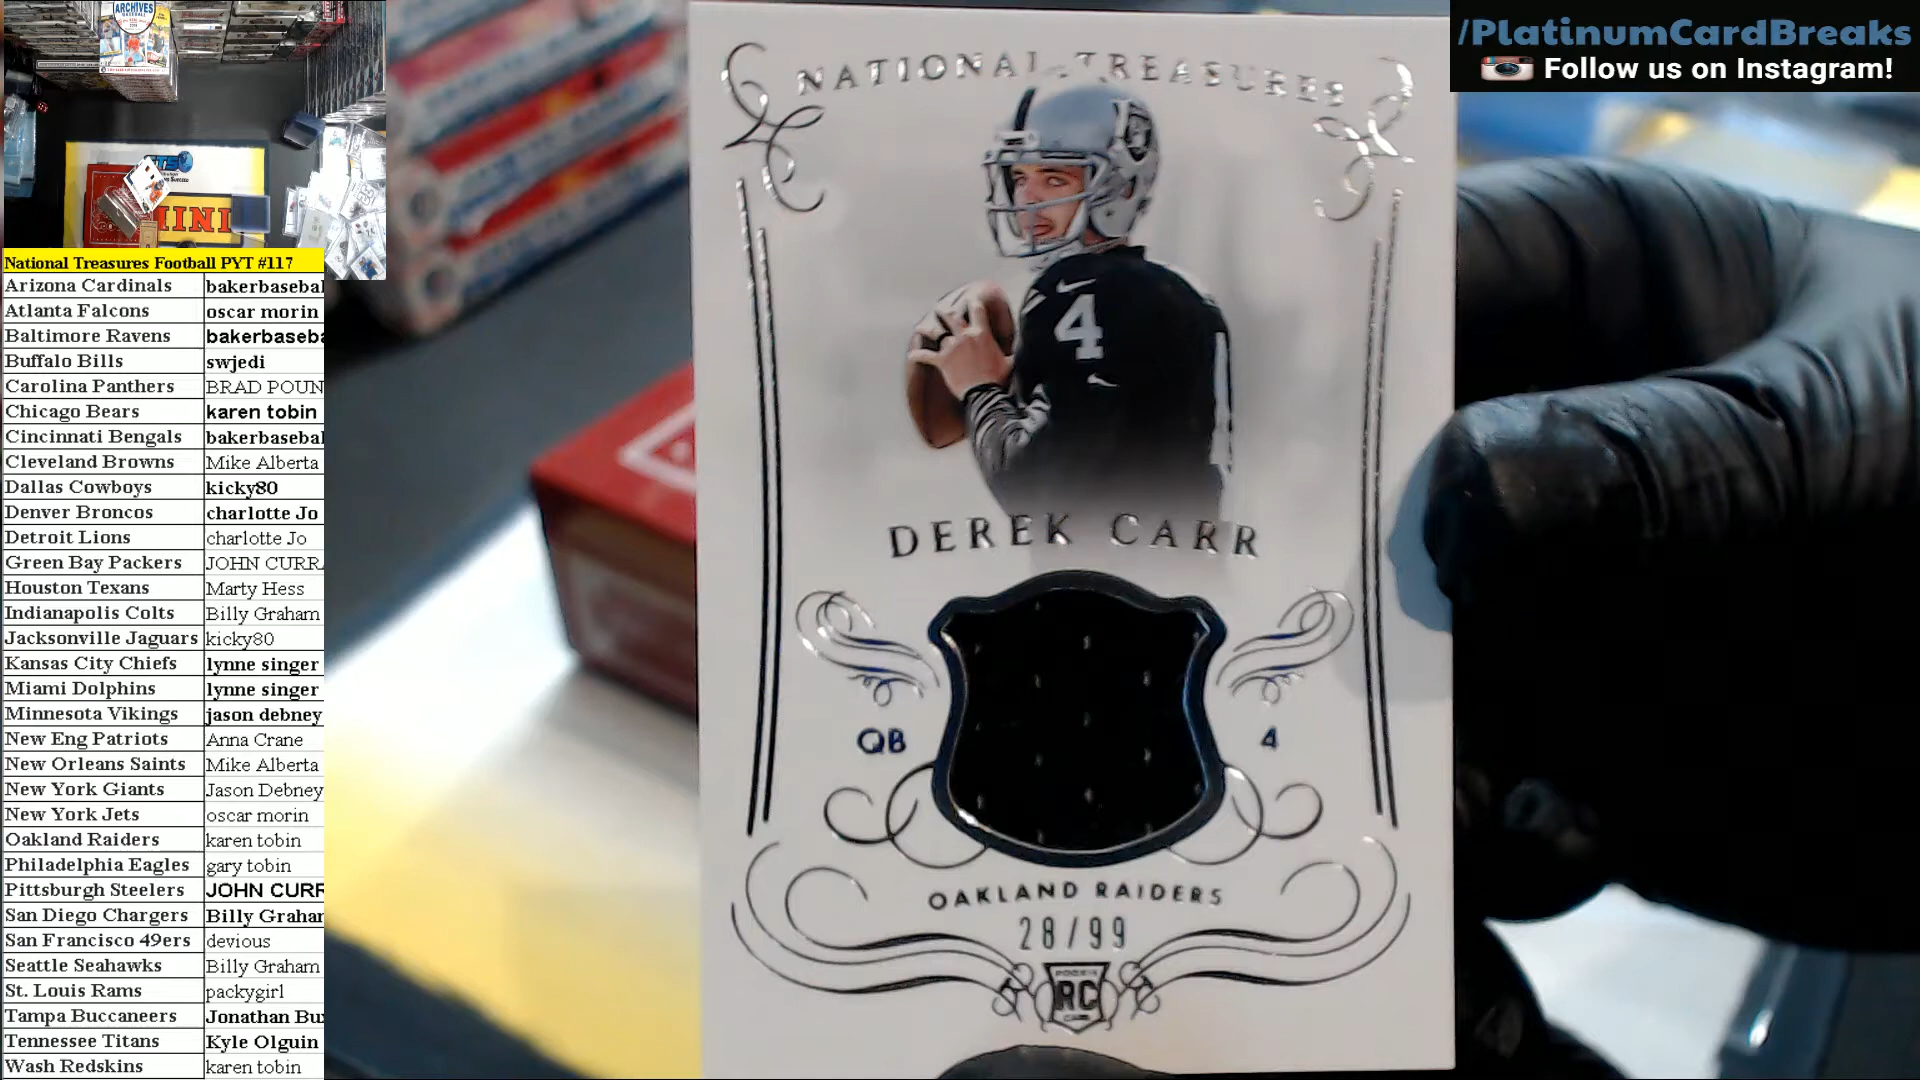 /PlatinumCardBreaks
Follow us on Instagram!
ARCHIVES
National Treasures Football PYT #117
Arizona Cardinals bakerbasebal
Atlanta Falcons oscar morin
Baltimore Ravens bakerbaseba
Buffalo Bills swjedi
Carolina Panthers BRAD POUN
Chicago Bears karen tobin
Cincinnati Bengals bakerbasebal
Cleveland Browns Mike Alberta
Dallas Cowboys kicky80
Denver Broncos charlotte Jo
Detroit Lions charlotte Jo
Green Bay Packers JOHN CURRA
Houston Texans Marty Hess
Indianapolis Colts Billy Graham
Jacksonville Jaguars kicky80
Kansas City Chiefs lynne singer
Miami Dolphins lynne singer
Minnesota Vikings jason debney
New Eng Patriots Anna Crane
New Orleans Saints Mike Alberta
New York Giants Jason Debney
New York Jets oscar morin
Oakland Raiders karen tobin
Philadelphia Eagles gary tobin
Pittsburgh Steelers JOHN CURR
San Diego Chargers Billy Grahan
San Francisco 49ers devious
Seattle Seahawks Billy Graham
St. Louis Rams packygirl
Tampa Buccaneers Jonathan Bu
Tennessee Titans Kyle Olguin
Wash Redskins karen tobin
NATIONAL TREASURES
4
DEREK CARR
QB 4
OAKLAND RAIDERS
28/99
ROOKIE
RC
CARD